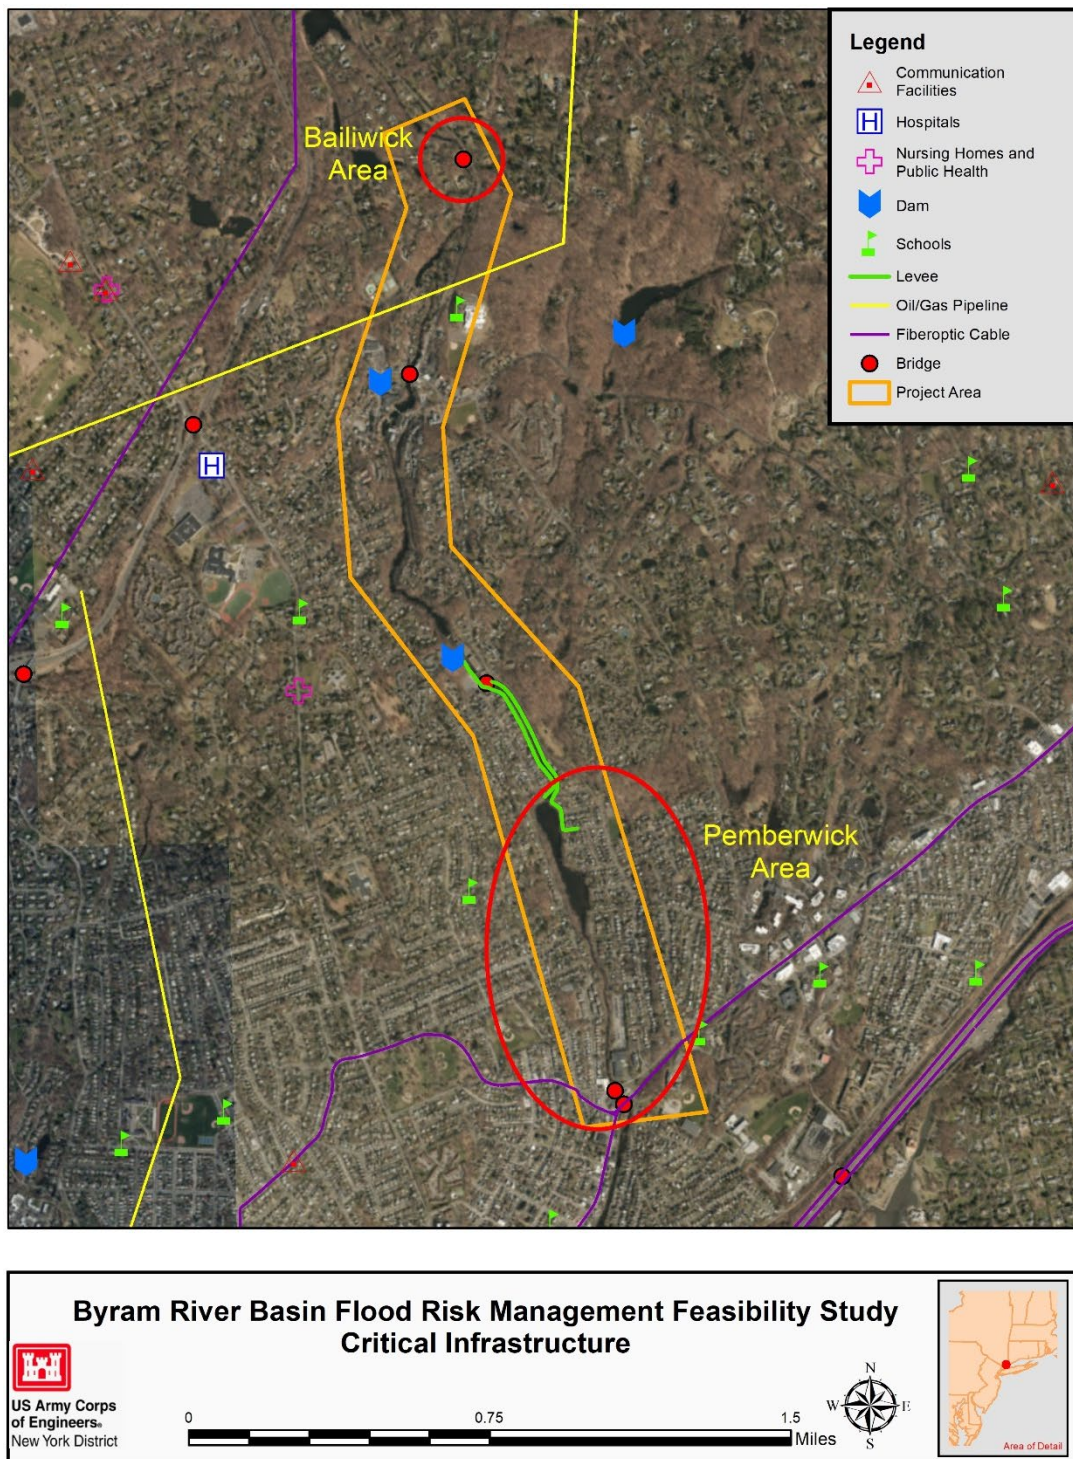 Bailiwick
Area
Legend
Communication
Facilities
H
Hospitals
Nursing Homes and
Public Health
Dam
Schools
Levee
Oil/Gas Pipeline
Fiberoptic Cable
Bridge
Project Area
H
Pemberwick
Area
Byram River Basin Flood Risk Management Feasibility Study
Critical Infrastructure
US Army Corps
of Engineers®
New York District
0 0.75 1.5
Miles
N
W E
S
Area of Detail